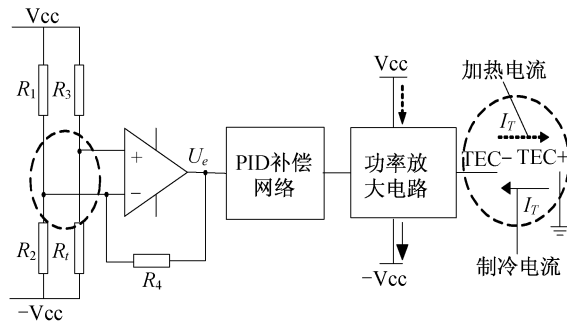 Vcc
R1
R3
+
−
Ue
R2
Rt
R4
−Vcc
PID补偿
网络
Vcc
功率放
大电路
−Vcc
加热电流
IT
TEC− TEC+
IT
制冷电流